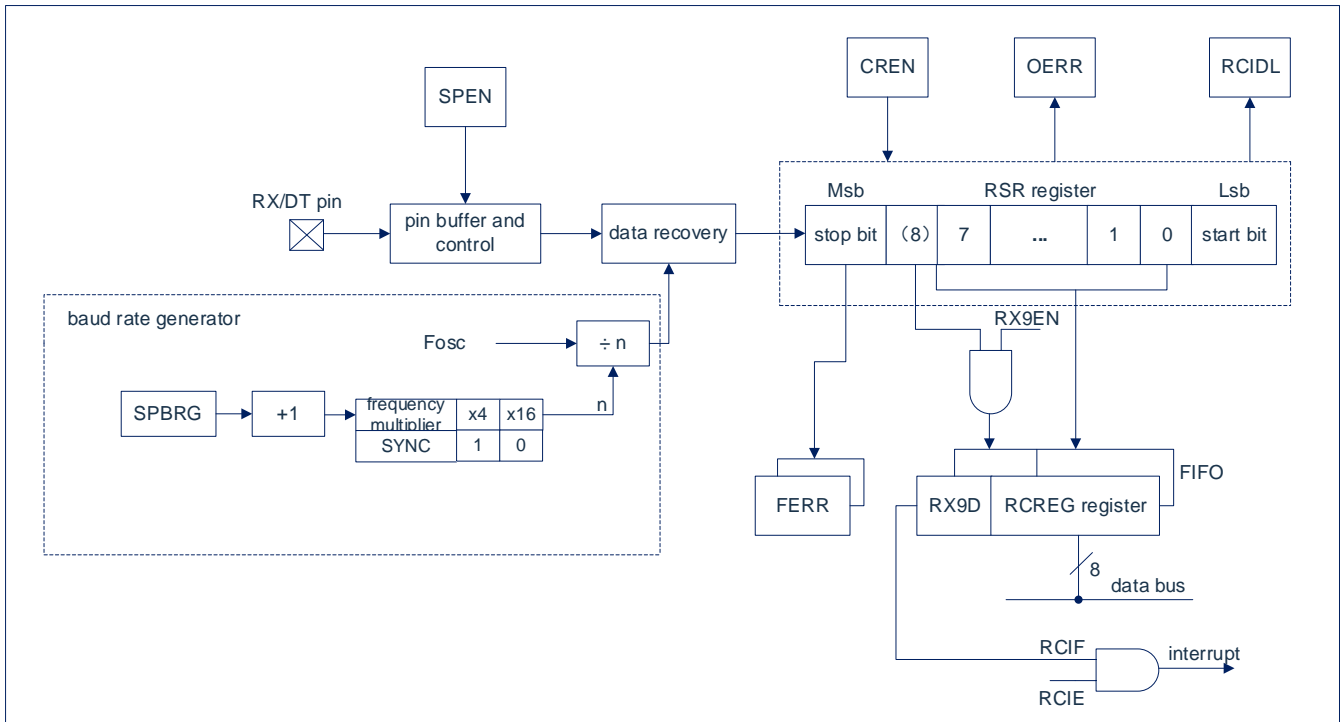 CREN
OERR
RCIDL
SPEN
Msb
RSR register
Lsb
RX/DT pin
pin buffer and
control
data recovery
stop bit
（8）
7
...
1
0
start bit
baud rate generator
Fosc
÷ n
RX9EN
n
SPBRG
+1
frequency
multiplier
x4
x16
SYNC
1
0
FIFO
FERR
RX9D
RCREG register
8
data bus
RCIF
interrupt
RCIE